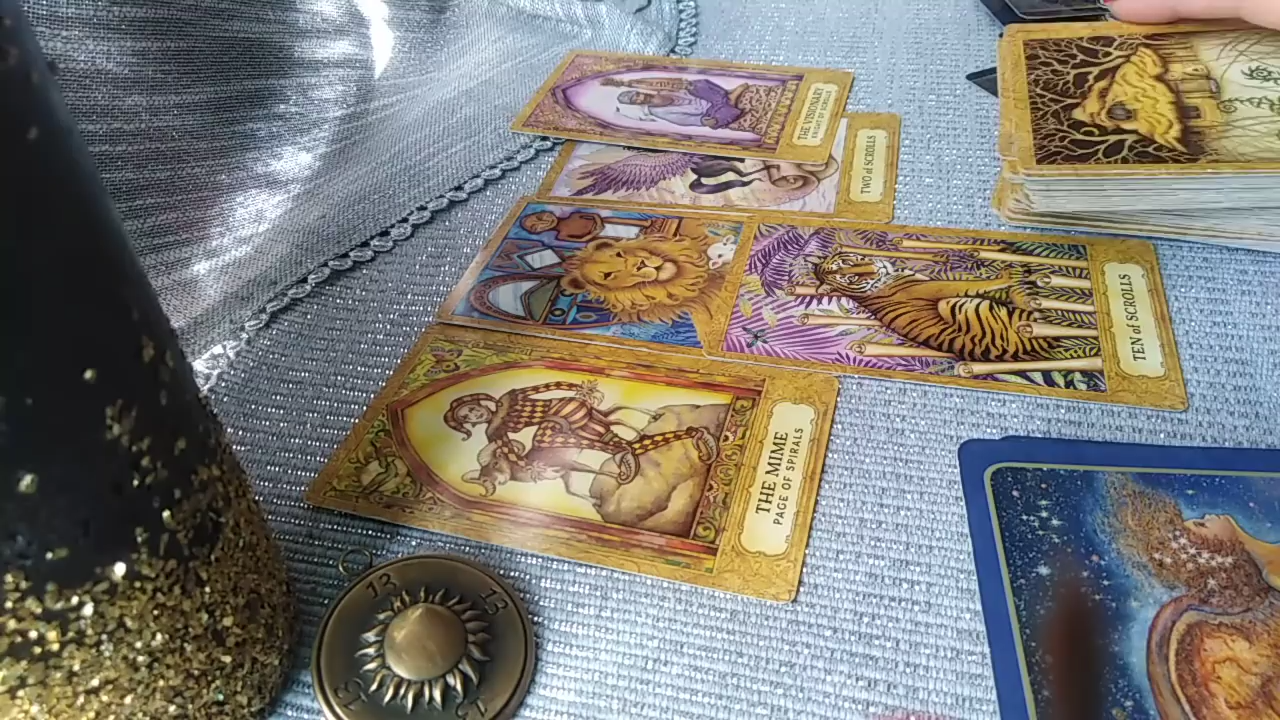 THE VISIONARY
KNIGHT OF SCROLLS
TWO of SCROLLS
TEN of SCROLLS
THE MIME
PAGE OF SPIRALS
13
13